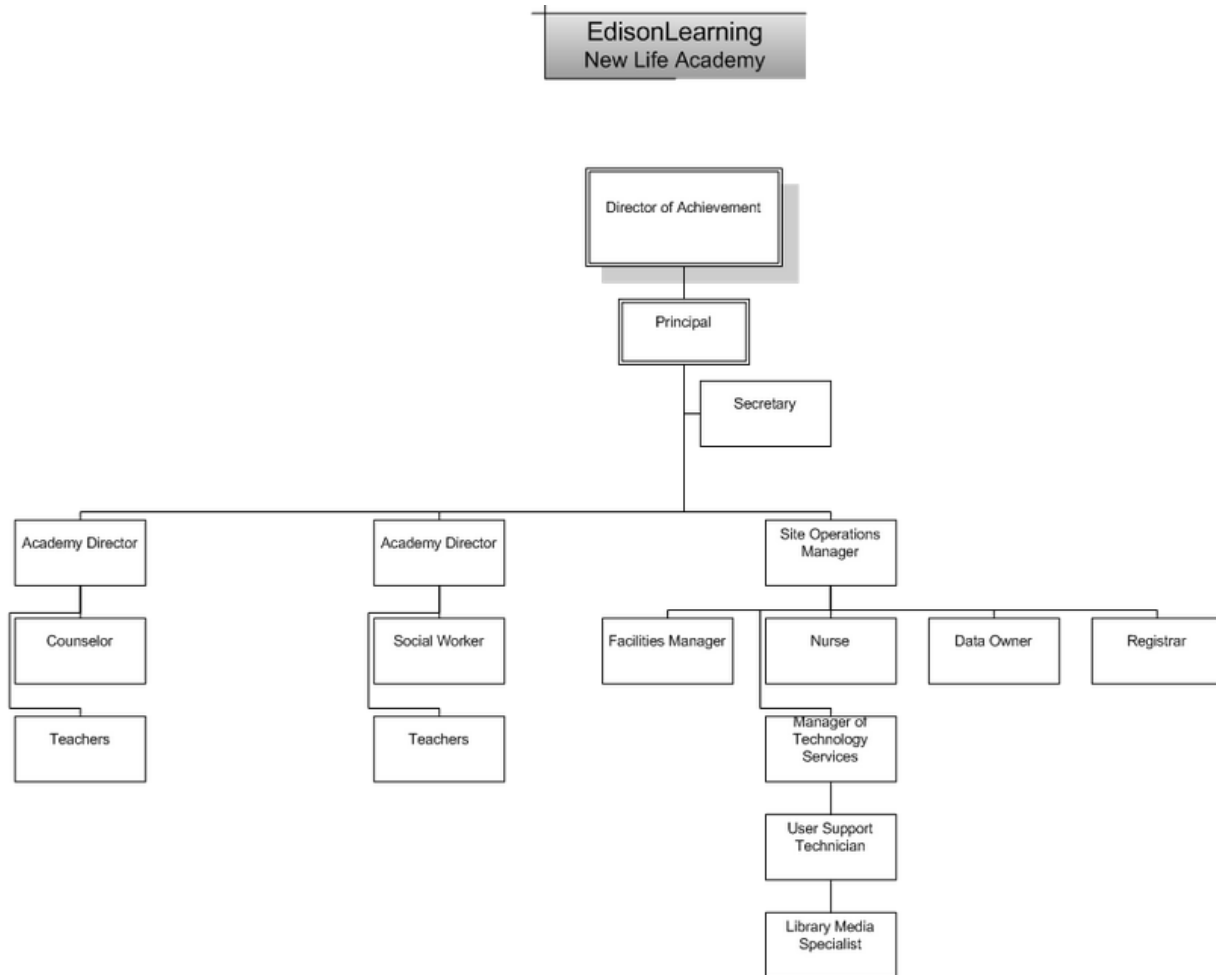 EdisonLearning
New Life Academy
Director of Achievement
Principal
Secretary
Academy Director
Academy Director
Site Operations
Manager
Counselor
Social Worker
Facilities Manager
Nurse
Data Owner
Registrar
Teachers
Teachers
Manager of
Technology
Services
User Support
Technician
Library Media
Specialist